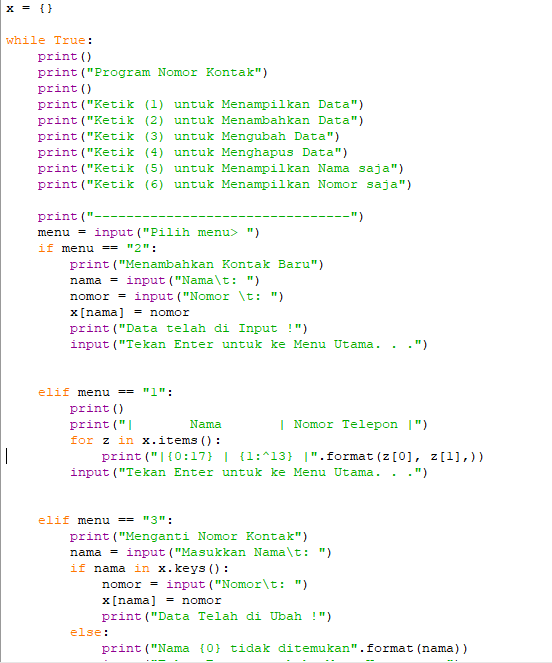 x = {}
while True:
    print()
    print("Program Nomor Kontak")
    print()
    print("Ketik (1) untuk Menampilkan Data")
    print("Ketik (2) untuk Menambahkan Data")
    print("Ketik (3) untuk Mengubah Data")
    print("Ketik (4) untuk Menghapus Data")
    print("Ketik (5) untuk Menampilkan Nama saja")
    print("Ketik (6) untuk Menampilkan Nomor saja")
    print("--------------------------------")
    menu = input("Pilih menu> ")
    if menu == "2":
        print("Menambahkan Kontak Baru")
        nama = input("Nama\t: ")
        nomor = input("Nomor \t: ")
        x[nama] = nomor
        print("Data telah di Input !")
        input("Tekan Enter untuk ke Menu Utama. . .")
    elif menu == "1":
        print()
        print("|       Nama       | Nomor Telepon |")
        for z in x.items():
            print("|{0:17} | {1:^13} |".format(z[0], z[1],))
        input("Tekan Enter untuk ke Menu Utama. . .")
    elif menu == "3":
        print("Menganti Nomor Kontak")
        nama = input("Masukkan Nama\t: ")
        if nama in x.keys():
            nomor = input("Nomor\t: ")
            x[nama] = nomor
            print("Data Telah di Ubah !")
        else:
            print("Nama {0} tidak ditemukan".format(nama))